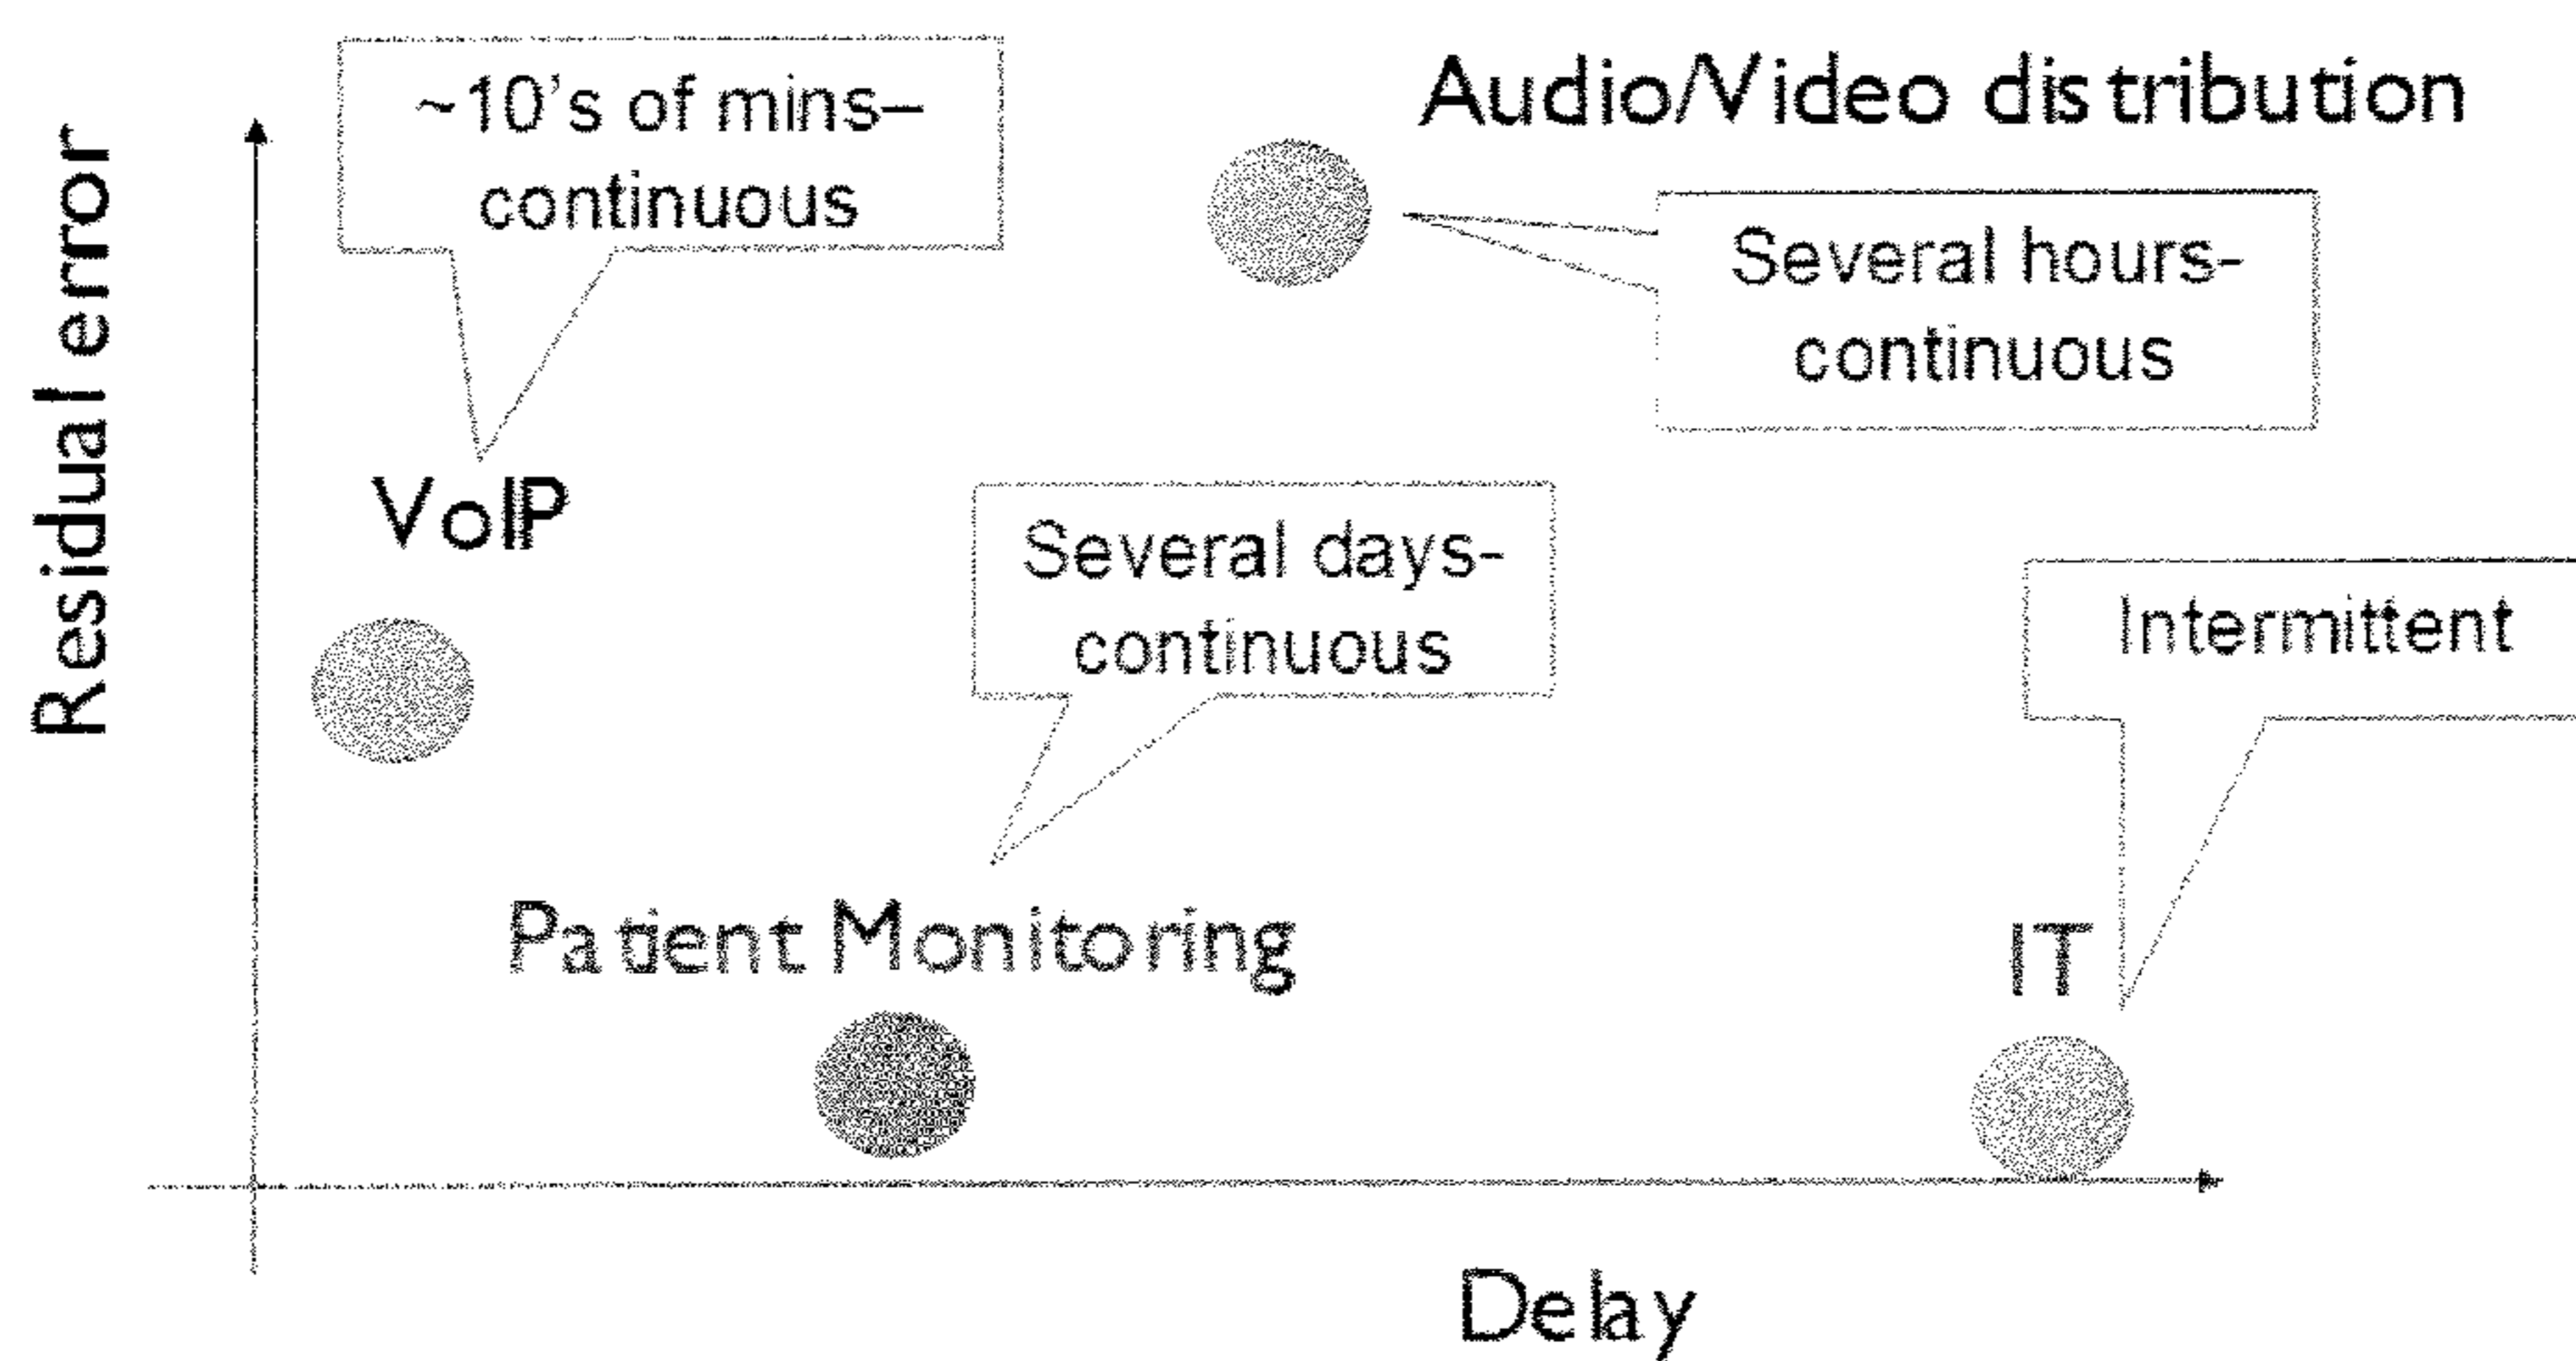 Residual error
~10's of mins–
continuous
Audio/Video distribution
Several hours-
continuous
VoIP
Several days-
continuous
Intermittent
Patient Monitoring
IT
Delay